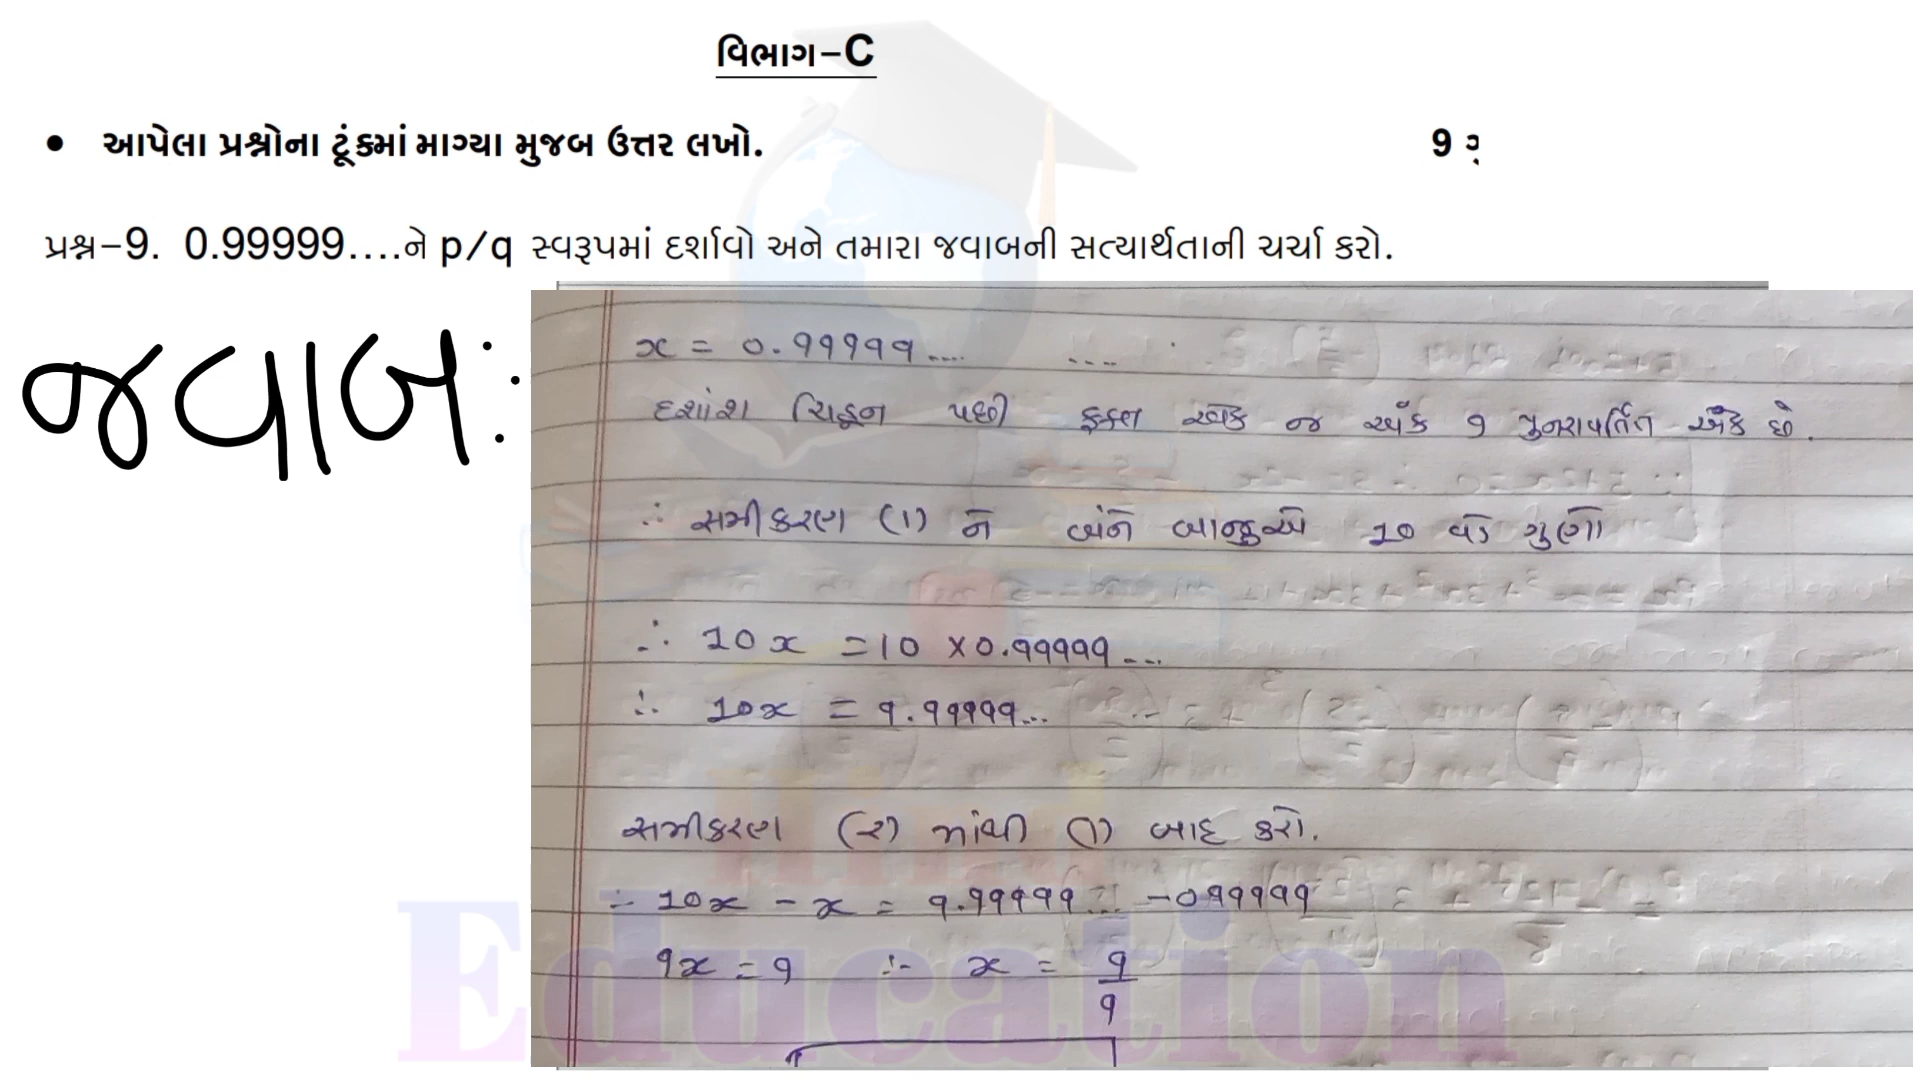 વિભાગ–C
• આપેલા પ્રશ્નોના ટૂંકમાં માગ્યા મુજબ ઉત્તર લખો. 9
પ્રશ્ન–9. 0.99999....ને p/q સ્વરૂપમાં દર્શાવો અને તમારા જવાબની સત્યાર્થતાની ચર્ચા કરો.
જવાબ:
x = 0.99999.... ....
દશાંશ ચિહ્ન પછી ફક્ત એક જ અંક 9 પુનરાવર્તિત અંક છે.
∴ સમીકરણ (1) ને બંને બાજુએ 10 વડે ગુણો
∴ 10x = 10 × 0.99999...
∴ 10x = 9.99999...
સમીકરણ (૨) માંથી (1) બાદ કરો.
∴ 10x - x = 9.99999... - 0.99999
9x = 9 ∴ x = 9/9
Hind
Education